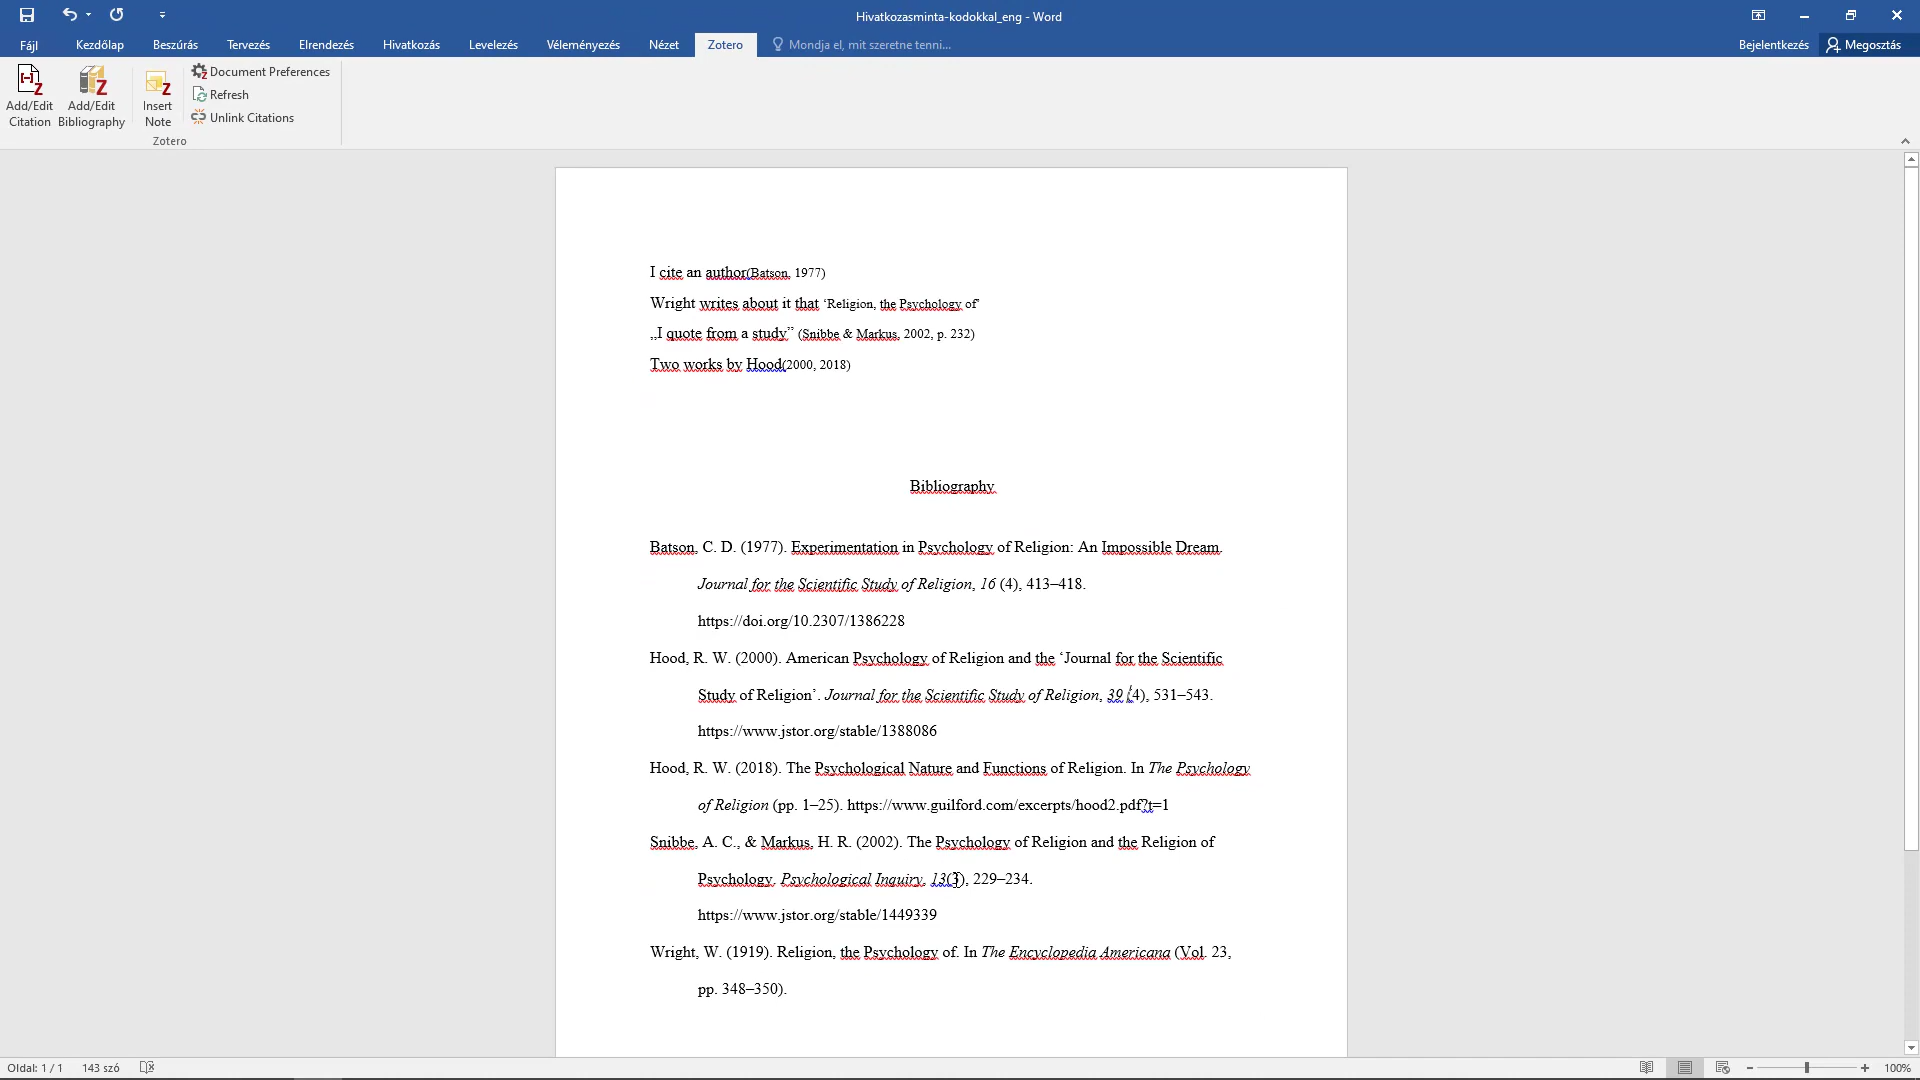 Hivatkozasminta-kodokkal_eng - Word
Fájl Kezdőlap Beszúrás Tervezés Elrendezés Hivatkozás Levelezés Véleményezés Nézet Zotero Mondja el, mit szeretne tenni... Bejelentkezés Megosztás
Add/Edit Citation
Add/Edit Bibliography
Insert Note
Document Preferences
Refresh
Unlink Citations
Zotero
I cite an author(Batson, 1977)
Wright writes about it that ‘Religion, the Psychology of’
„I quote from a study” (Snibbe & Markus, 2002, p. 232)
Two works by Hood(2000, 2018)
Bibliography
Batson, C. D. (1977). Experimentation in Psychology of Religion: An Impossible Dream.
Journal for the Scientific Study of Religion, 16 (4), 413–418.
https://doi.org/10.2307/1386228
Hood, R. W. (2000). American Psychology of Religion and the ‘Journal for the Scientific
Study of Religion’. Journal for the Scientific Study of Religion, 39 (4), 531–543.
https://www.jstor.org/stable/1388086
Hood, R. W. (2018). The Psychological Nature and Functions of Religion. In The Psychology
of Religion (pp. 1–25). https://www.guilford.com/excerpts/hood2.pdf?t=1
Snibbe, A. C., & Markus, H. R. (2002). The Psychology of Religion and the Religion of
Psychology. Psychological Inquiry, 13(3), 229–234.
https://www.jstor.org/stable/1449339
Wright, W. (1919). Religion, the Psychology of. In The Encyclopedia Americana (Vol. 23,
pp. 348–350).
Oldal: 1 / 1 143 szó 100%